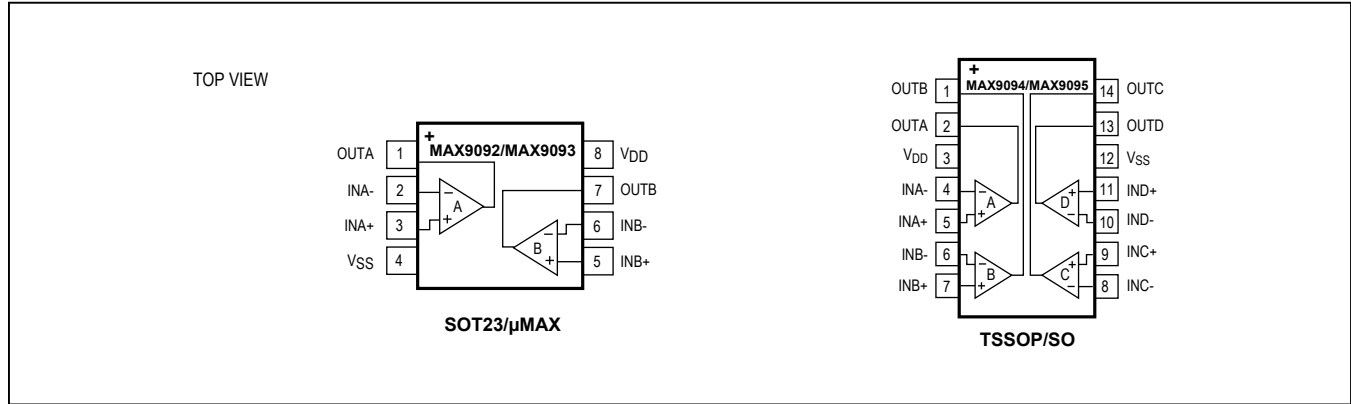 TOP VIEW
+
MAX9092/MAX9093
OUTA 1
INA- 2
INA+ 3
VSS 4
8 VDD
7 OUTB
6 INB-
5 INB+
− + A
− + B
SOT23/µMAX
+
MAX9094/MAX9095
OUTB 1
OUTA 2
VDD 3
INA- 4
INA+ 5
INB- 6
INB+ 7
14 OUTC
13 OUTD
12 VSS
11 IND+
10 IND-
9 INC+
8 INC-
− + A
+ − D
− + B
+ − C
TSSOP/SO